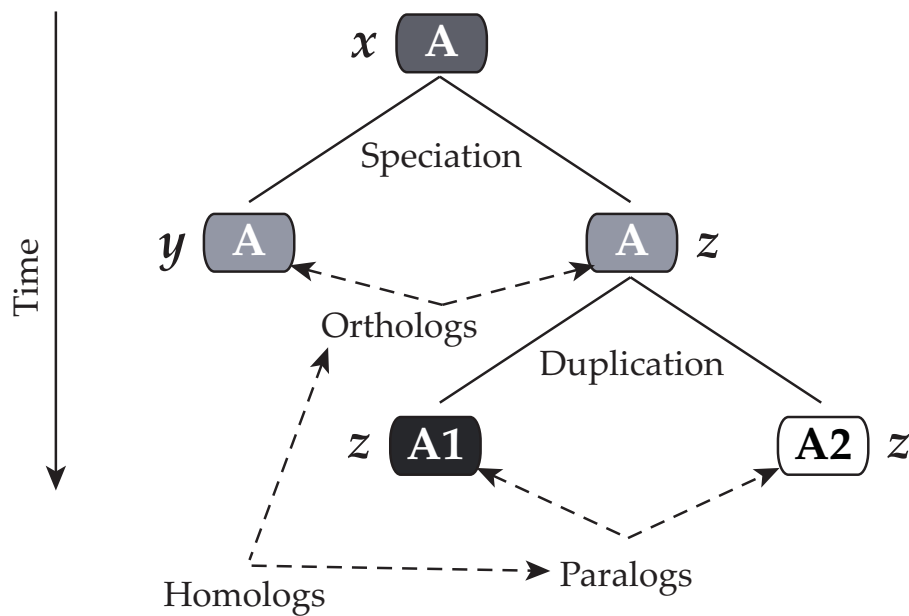 x A
Speciation
y A
A z
Time
Orthologs
Duplication
z A1
A2 z
Paralogs
Homologs